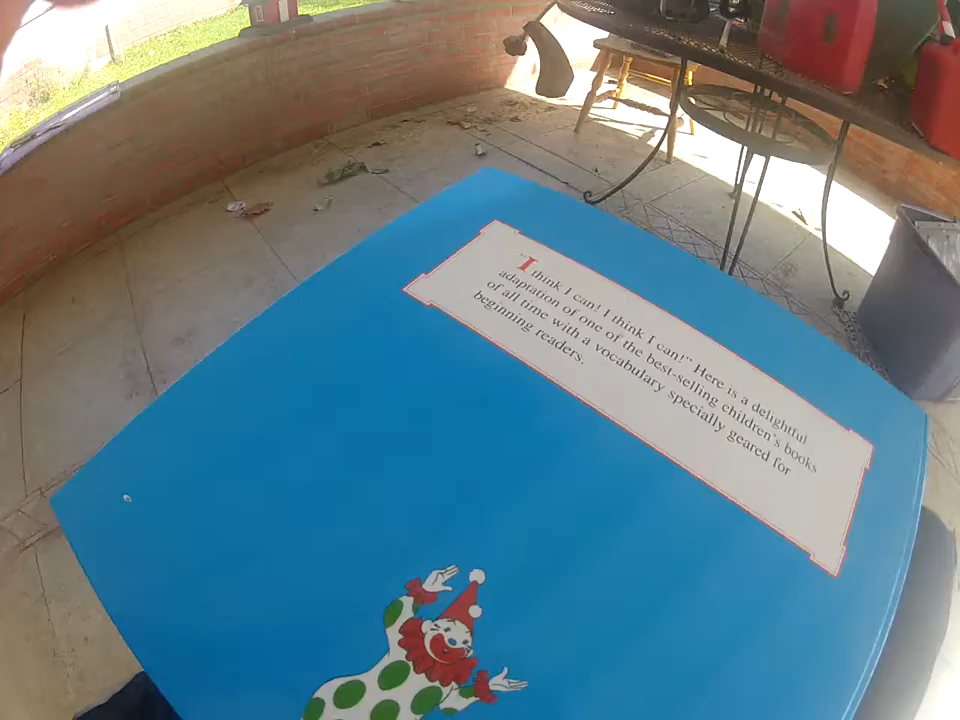 "I think I can! I think I can!" Here is a delightful
adaptation of one of the best-selling children's books
of all time with a vocabulary specially geared for
beginning readers.